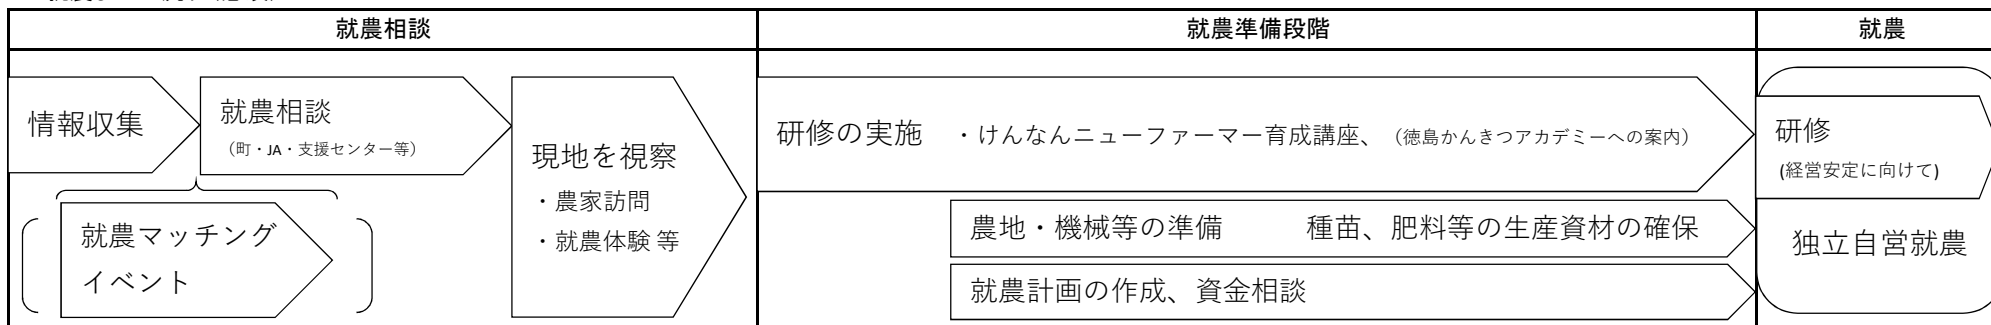 就農相談
就農準備段階
就農
情報収集
就農相談
（町・JA・支援センター等）
就農マッチング
イベント
現地を視察
・農家訪問
・就農体験 等
研修の実施　・けんなんニューファーマー育成講座、（徳島かんきつアカデミーへの案内）
農地・機械等の準備　　種苗、肥料等の生産資材の確保
就農計画の作成、資金相談
研修
(経営安定に向けて)
独立自営就農